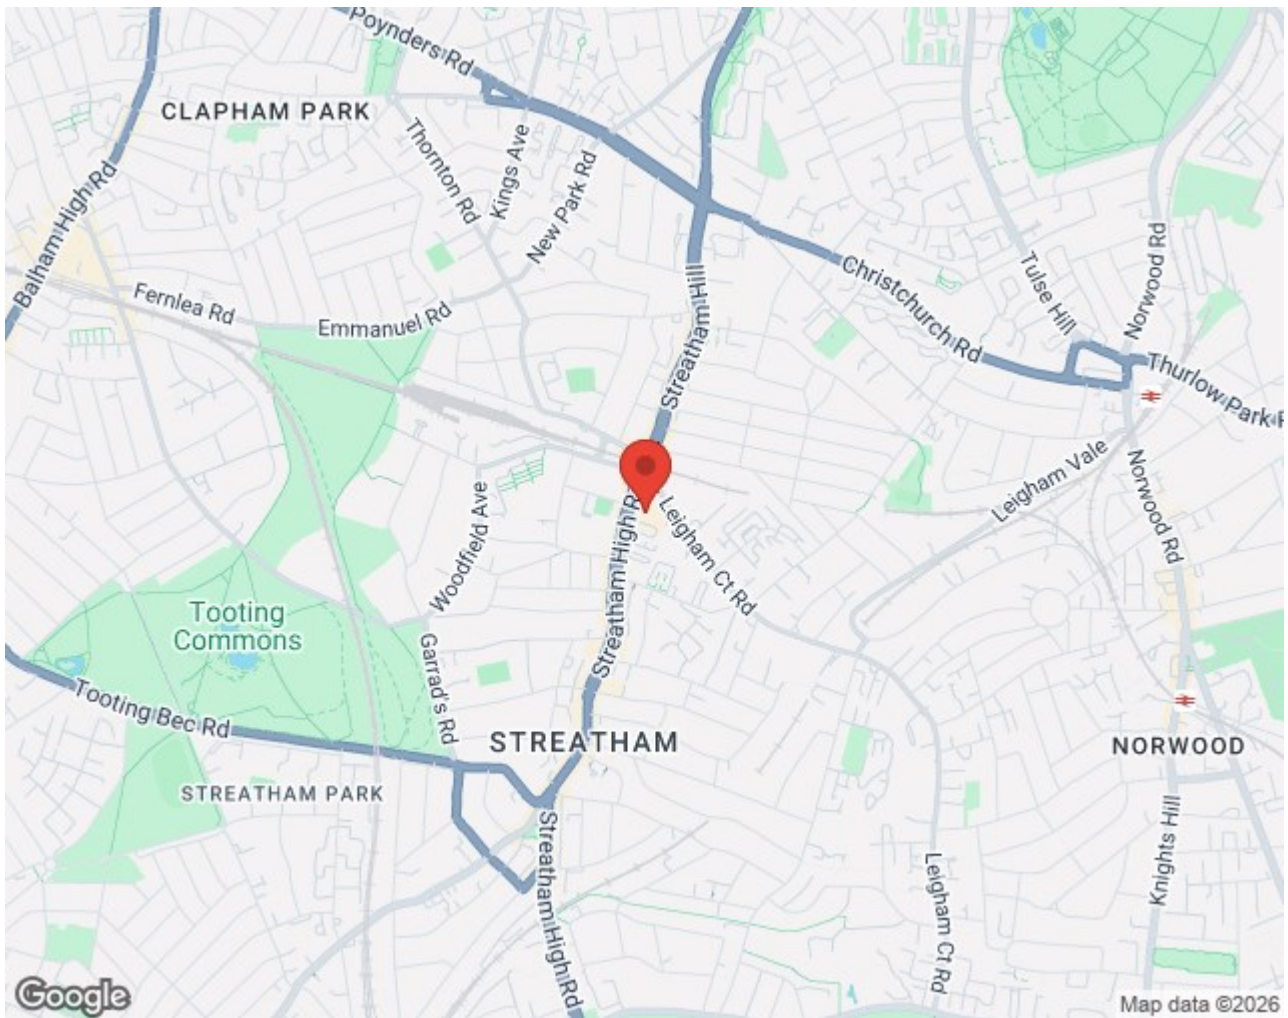 Poynders Rd
CLAPHAM PARK
Balham High Rd
Thornton Rd
Kings Ave
New Park Rd
Fernlea Rd
Emmanuel Rd
Streatham Hill
Christchurch Rd
Tulse Hill
Norwood Rd
Thurlow Park R
Leigham Vale
Norwood Rd
Woodfield Ave
Streatham High R
Leigham Ct Rd
Tooting
Commons
Garrad's Rd
Streatham High Rd
Tooting Bec Rd
STREATHAM
NORWOOD
STREATHAM PARK
Streatham High Rd
Leigham Ct Rd
Knights Hill
Google
Map data ©2026